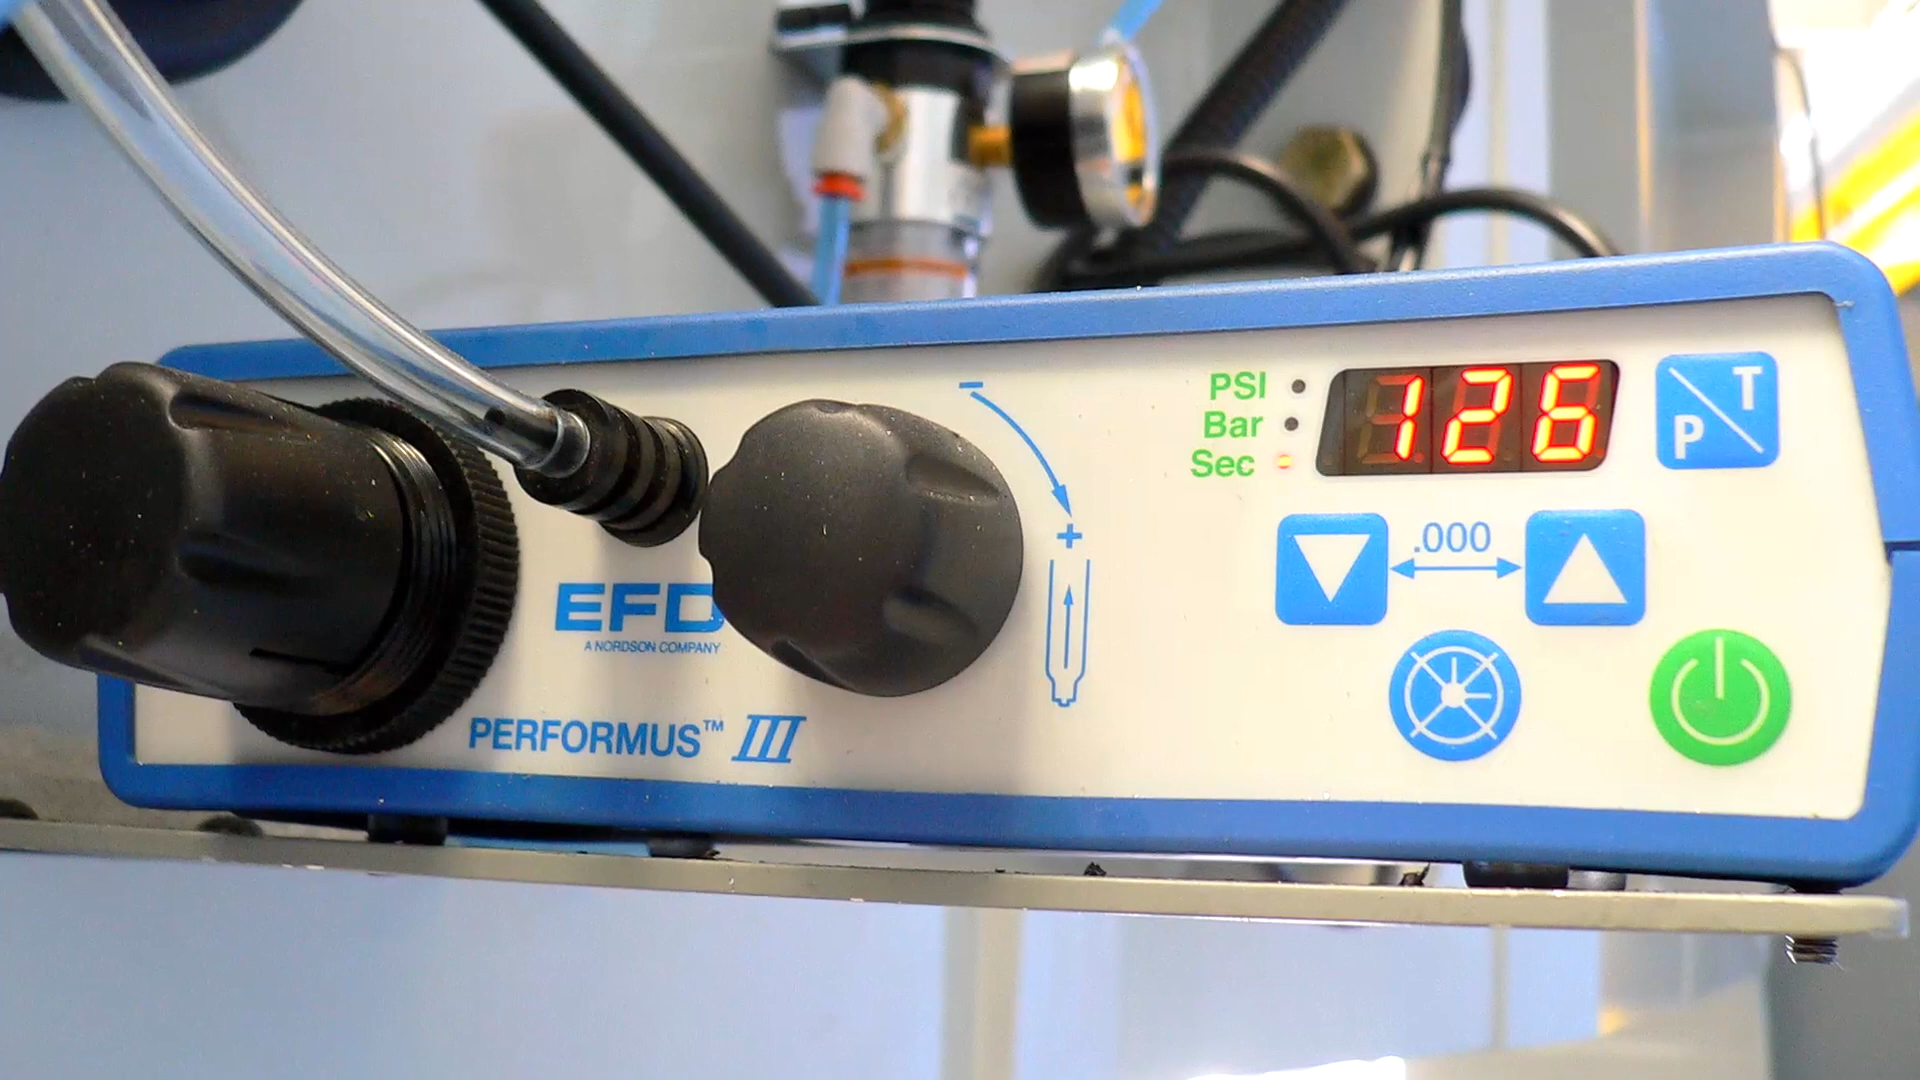 PSI
Bar
Sec
126
T
P
.000
−
+
EFD
A NORDSON COMPANY
PERFORMUS™ III